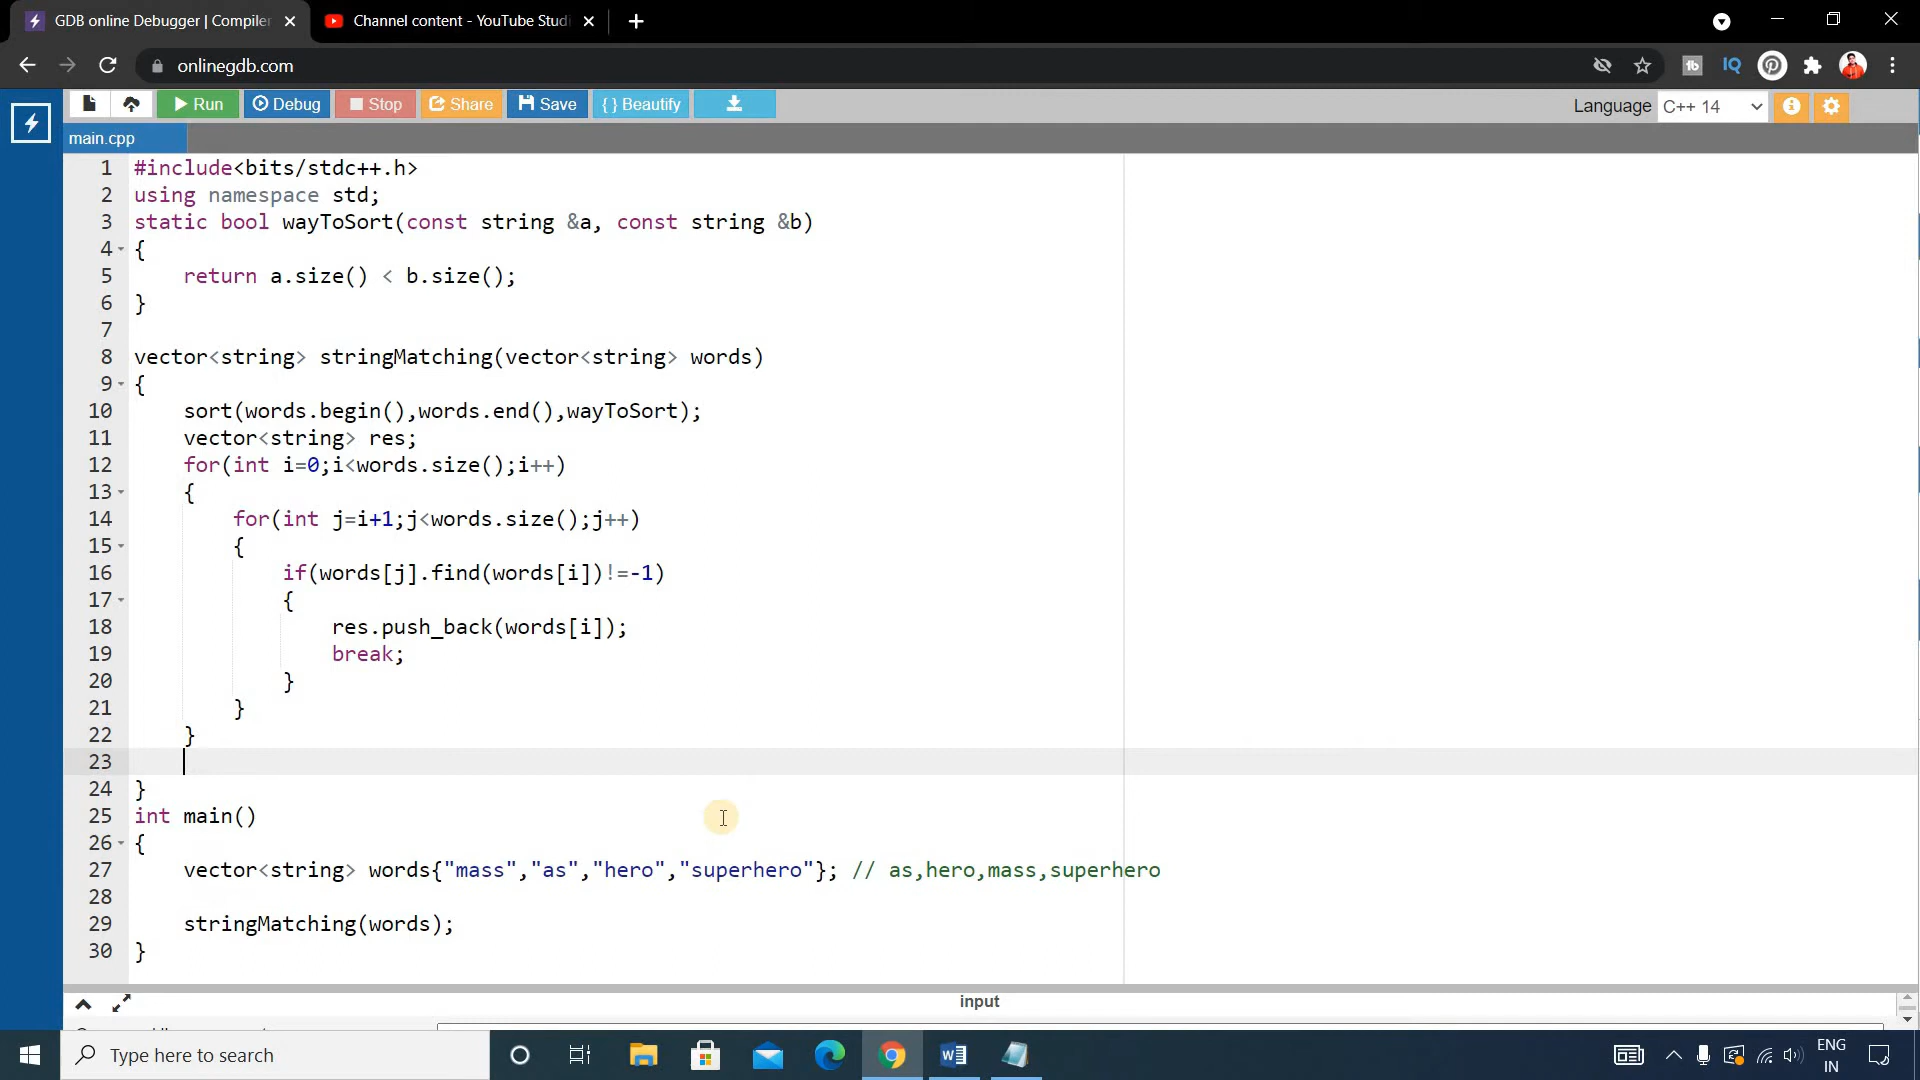 GDB online Debugger | Compiler
Channel content - YouTube Studi
onlinegdb.com
IQ
Run
Debug
Stop
Share
Save
{ } Beautify
Language
C++ 14
main.cpp
1 #include<bits/stdc++.h>
2 using namespace std;
3 static bool wayToSort(const string &a, const string &b)
4 {
5 return a.size() < b.size();
6 }
7
8 vector<string> stringMatching(vector<string> words)
9 {
10 sort(words.begin(),words.end(),wayToSort);
11 vector<string> res;
12 for(int i=0;i<words.size();i++)
13 {
14 for(int j=i+1;j<words.size();j++)
15 {
16 if(words[j].find(words[i])!=-1)
17 {
18 res.push_back(words[i]);
19 break;
20 }
21 }
22 }
23
24 }
25 int main()
26 {
27 vector<string> words{"mass","as","hero","superhero"}; // as,hero,mass,superhero
28
29 stringMatching(words);
30 }
input
Type here to search
ENG
IN